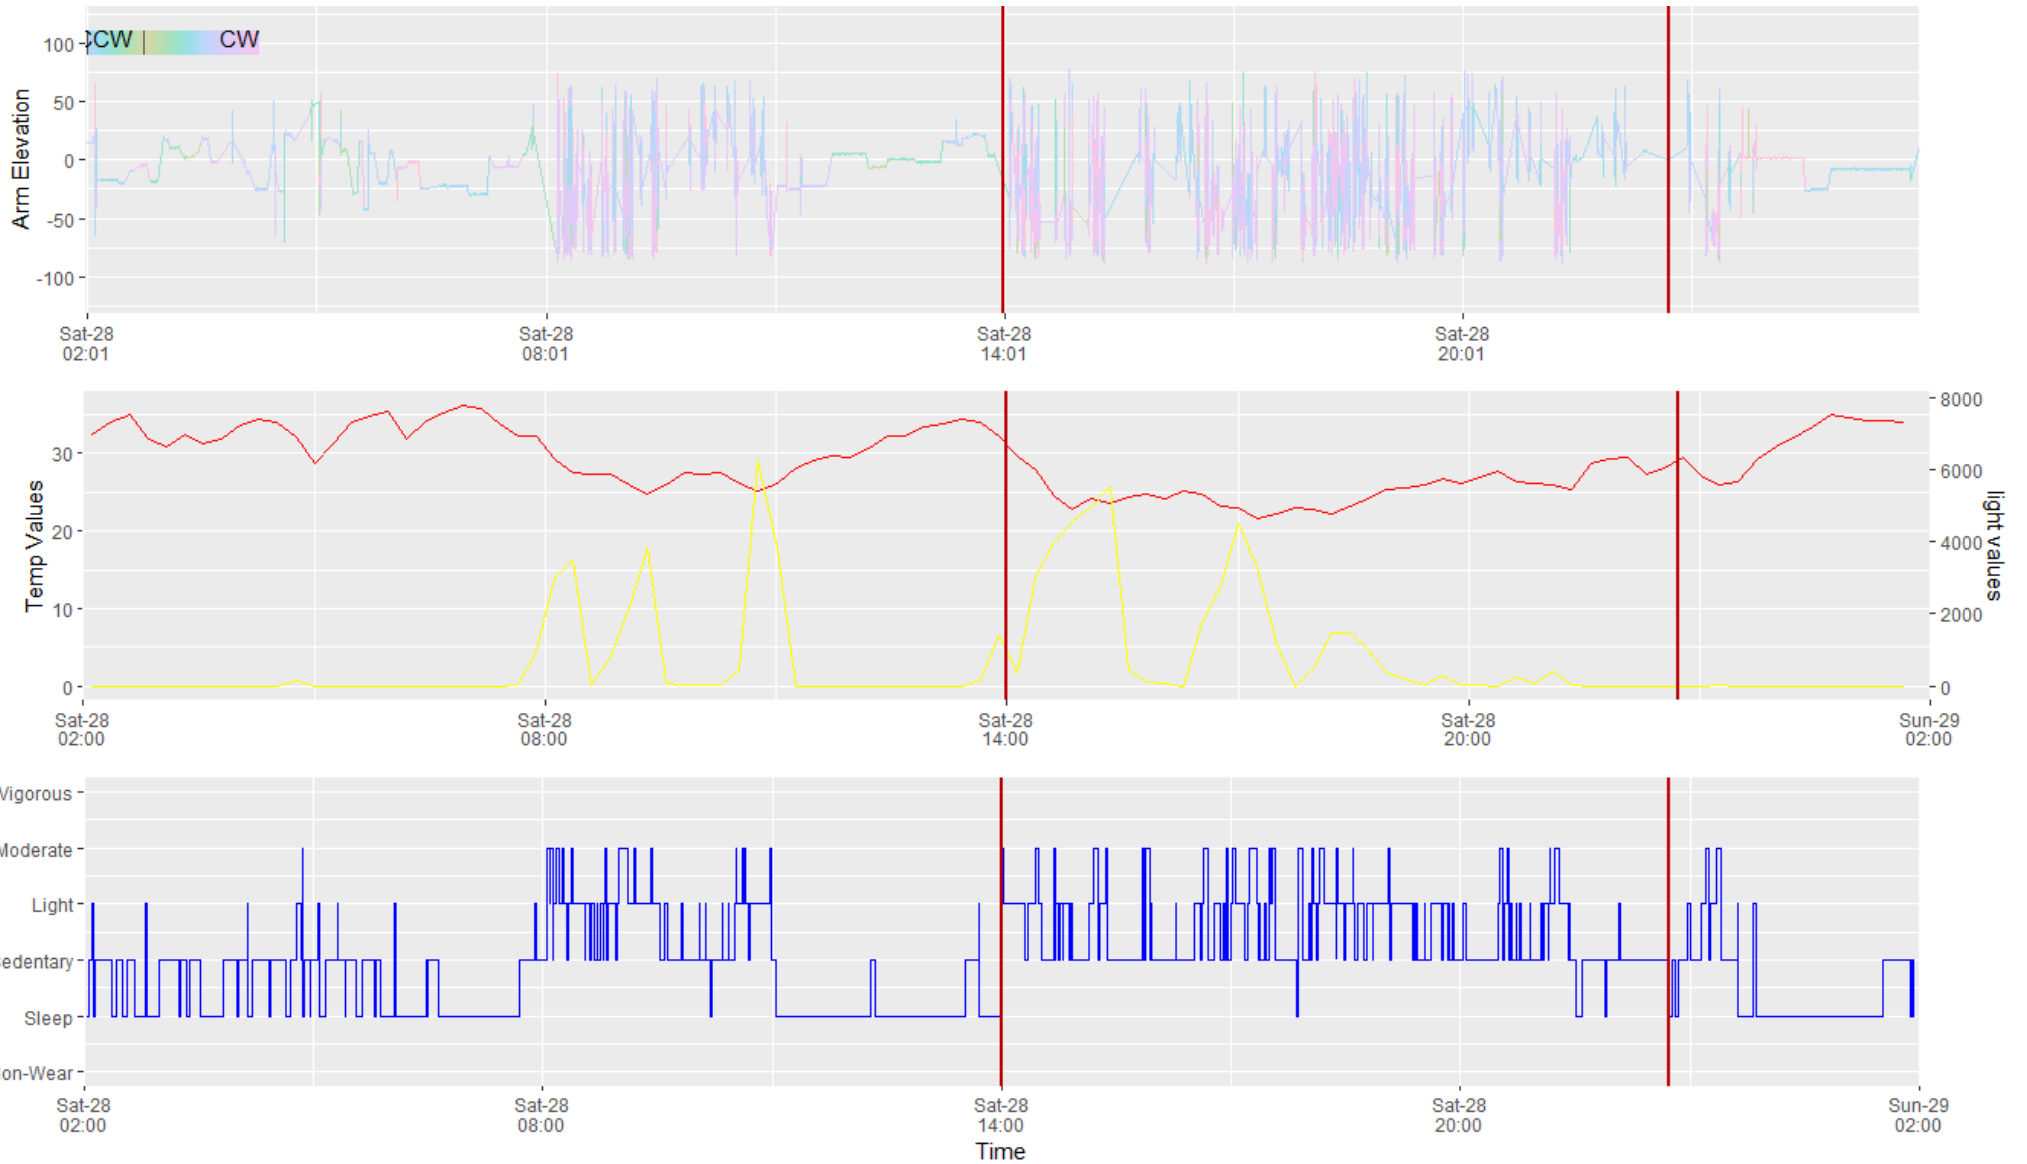 CCW | CW
Arm Elevation
100
50
0
-50
-100
Sat-28 Sat-28 Sat-28 Sat-28
02:01 08:01 14:01 20:01
Temp Values
30
20
10
0
8000
6000
4000
2000
0
light values
Sat-28 Sat-28 Sat-28 Sat-28 Sun-29
02:00 08:00 14:00 20:00 02:00
Vigorous
Moderate
Light
edentary
Sleep
on-Wear
Sat-28 Sat-28 Sat-28 Sat-28 Sun-29
02:00 08:00 14:00 20:00 02:00
Time